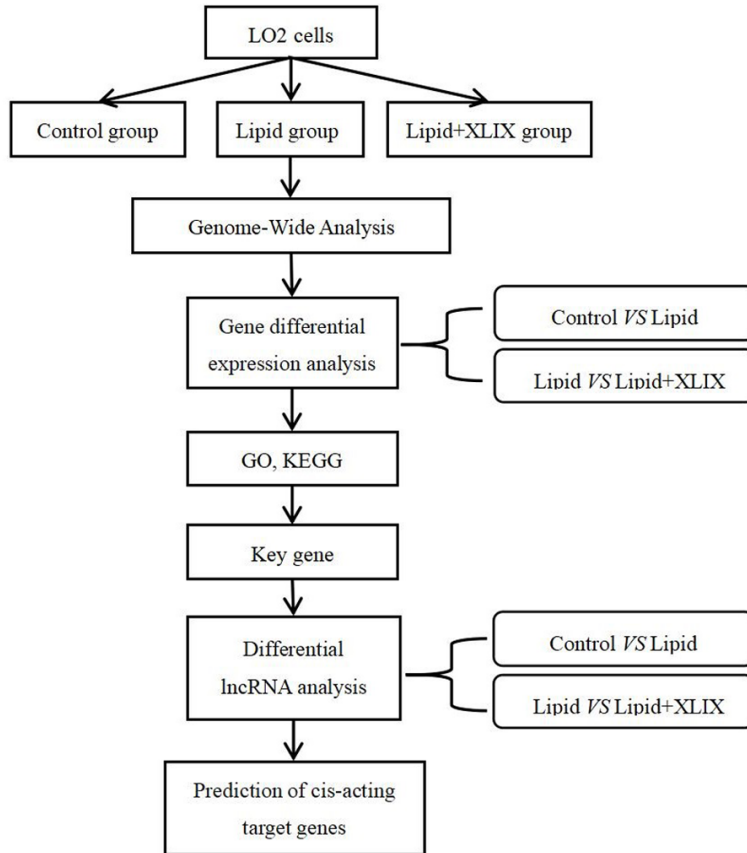 LO2 cells
Control group
Lipid group
Lipid+XLIX group
Genome-Wide Analysis
Gene differential
expression analysis
Control VS Lipid
Lipid VS Lipid+XLIX
GO, KEGG
Key gene
Differential
lncRNA analysis
Control VS Lipid
Lipid VS Lipid+XLIX
Prediction of cis-acting
target genes